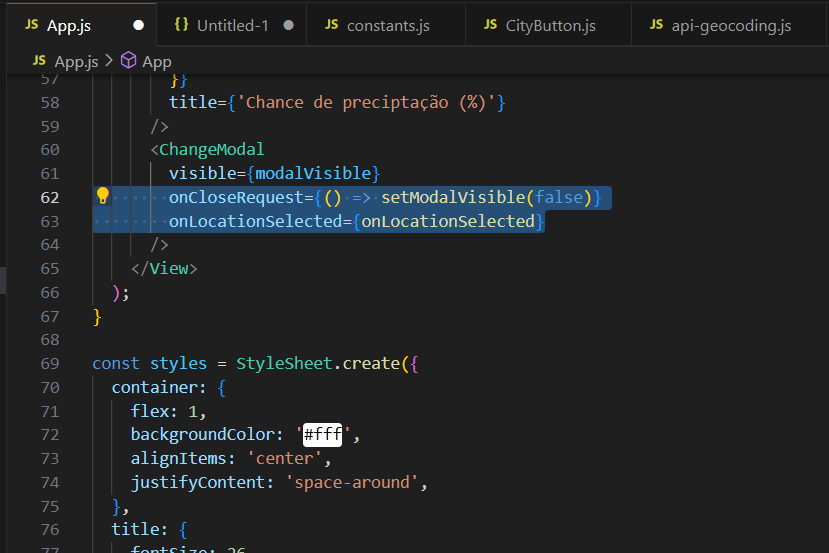 JS App.js ●
{} Untitled-1 ●
JS constants.js
JS CityButton.js
JS api-geocoding.js
JS App.js > App
57 }}
58 title={'Chance de preciptação (%)'}
59 />
60 <ChangeModal
61 visible={modalVisible}
62 onCloseRequest={() => setModalVisible(false)}
63 onLocationSelected={onLocationSelected}
64 />
65 </View>
66 );
67 }
68
69 const styles = StyleSheet.create({
70 container: {
71 flex: 1,
72 backgroundColor: '#fff',
73 alignItems: 'center',
74 justifyContent: 'space-around',
75 },
76 title: {
77 fontSize: 26